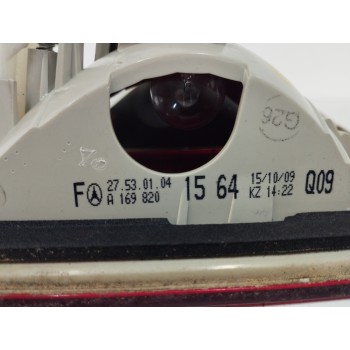 G26
F 27.53.01.04 15 64 15/10/09 Q09
A 169 820 KZ 14:22